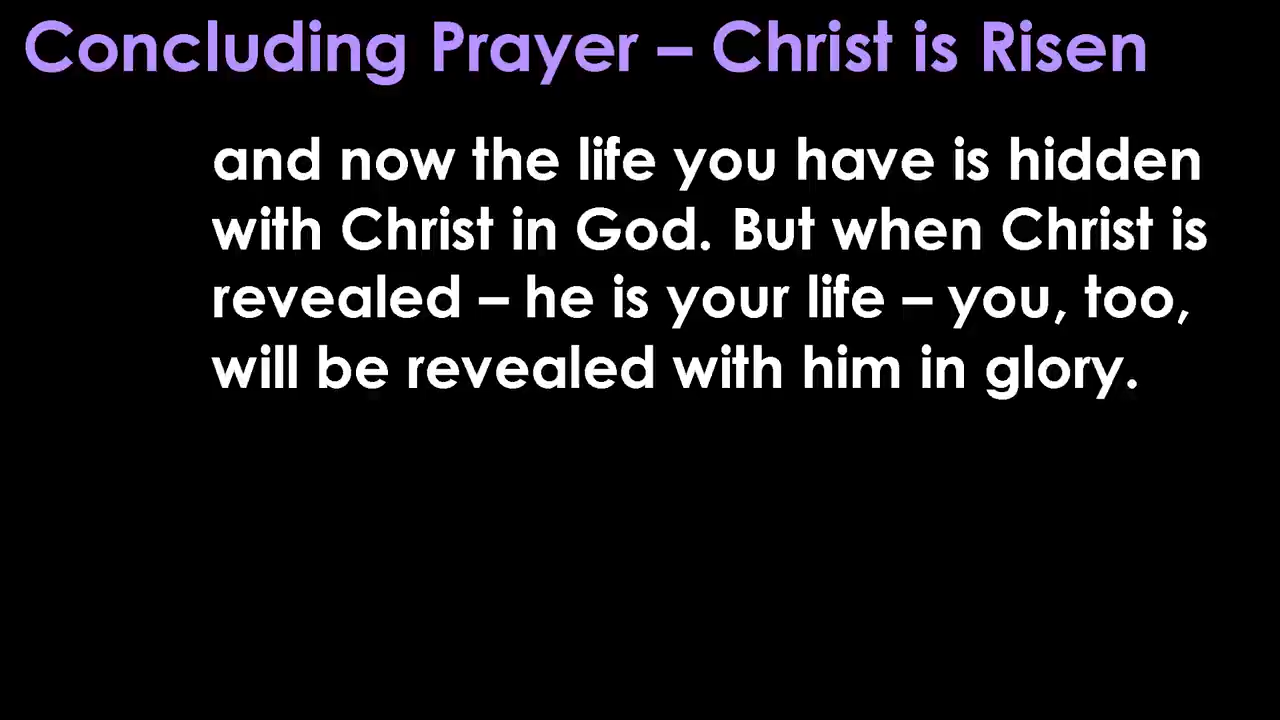 Concluding Prayer – Christ is Risen
and now the life you have is hidden
with Christ in God. But when Christ is
revealed – he is your life – you, too,
will be revealed with him in glory.